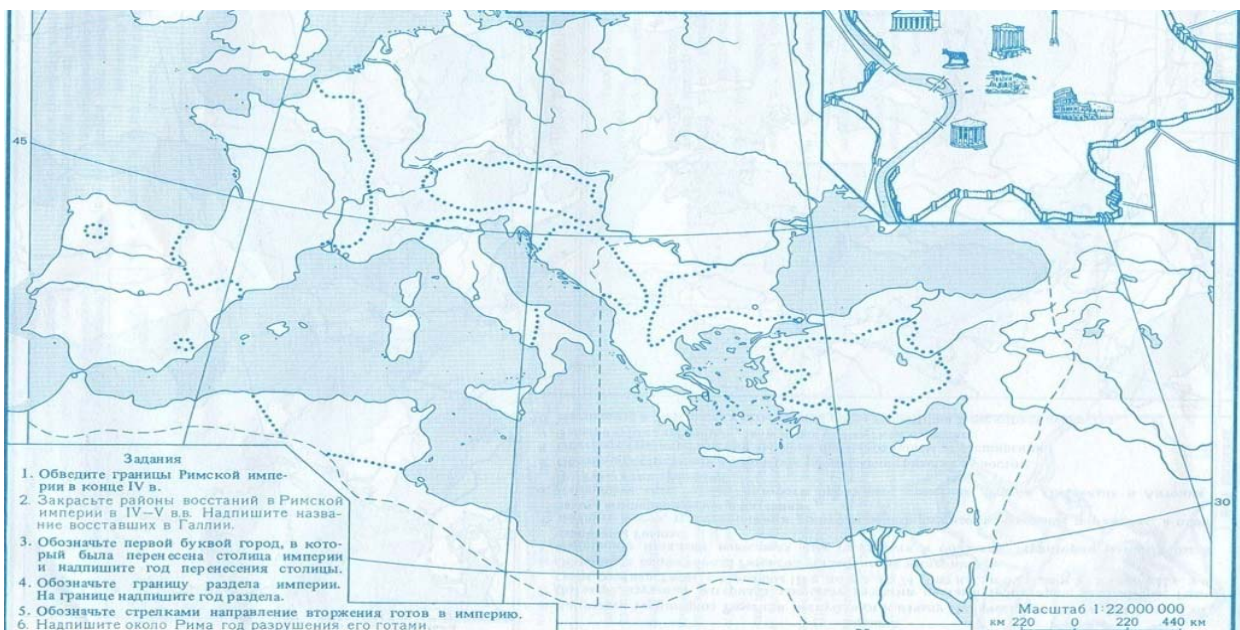 45
Задания
1. Обведите границы Римской импе-
рии в конце IV в.
2. Закрасьте районы восстаний в Римской
империи в IV—V в.в. Надпишите назва-
ние восставших в Галлии.
3. Обозначьте первой буквой город, в кото-
рый была перенесена столица империи
и надпишите год перенесения столицы.
4. Обозначьте границу раздела империи.
На границе надпишите год раздела.
5. Обозначьте стрелками направление вторжения готов в империю.
6. Надпишите около Рима год разрушения его готами.
30
Масштаб 1:22 000 000
км 220 0 220 440 км